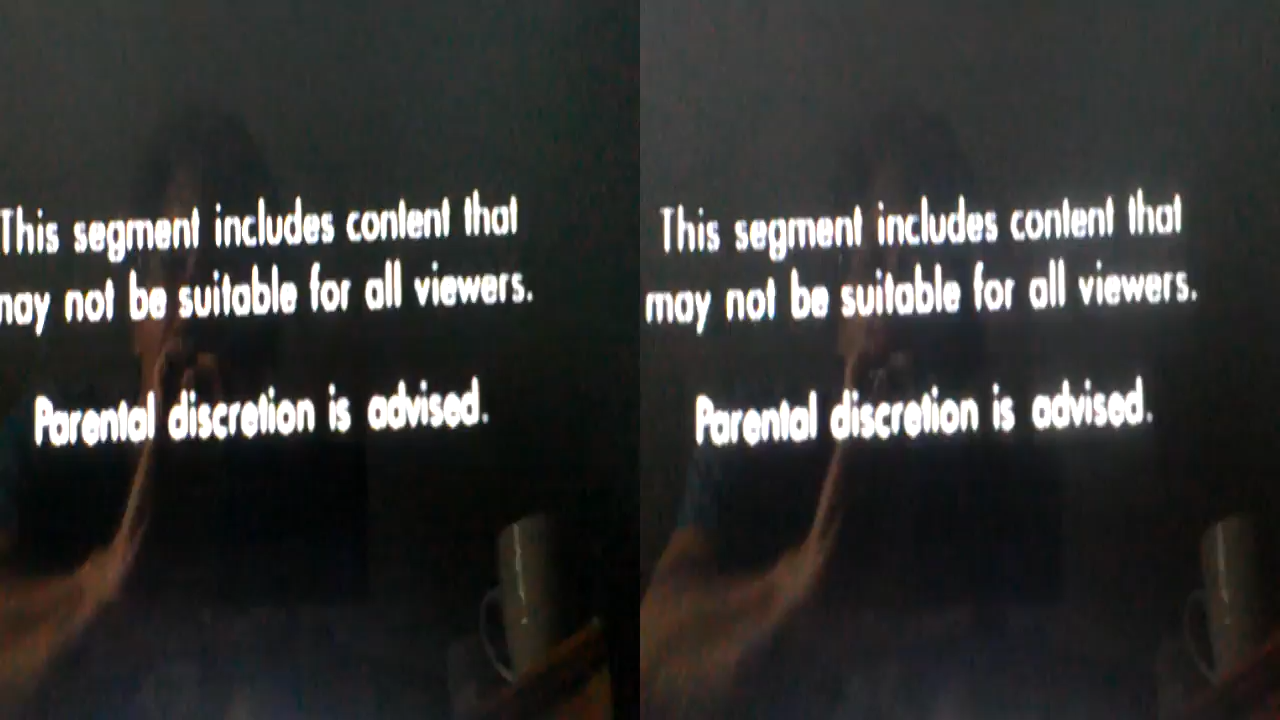 This segment includes content that
may not be suitable for all viewers.
Parental discretion is advised.
This segment includes content that
may not be suitable for all viewers.
Parental discretion is advised.